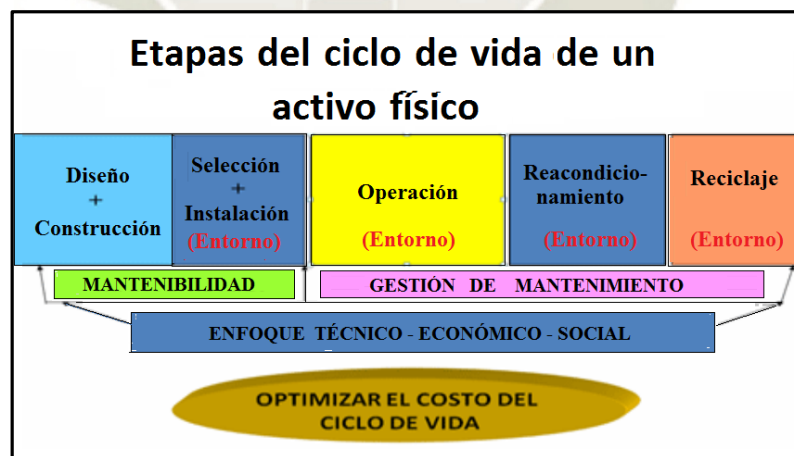 Etapas del ciclo de vida de un
activo físico
Diseño
+
Construcción
Selección
+
Instalación
(Entorno)
Operación
(Entorno)
Reacondicio-
namiento
(Entorno)
Reciclaje
(Entorno)
MANTENIBILIDAD
GESTIÓN DE MANTENIMIENTO
ENFOQUE TÉCNICO - ECONÓMICO - SOCIAL
OPTIMIZAR EL COSTO DEL
CICLO DE VIDA